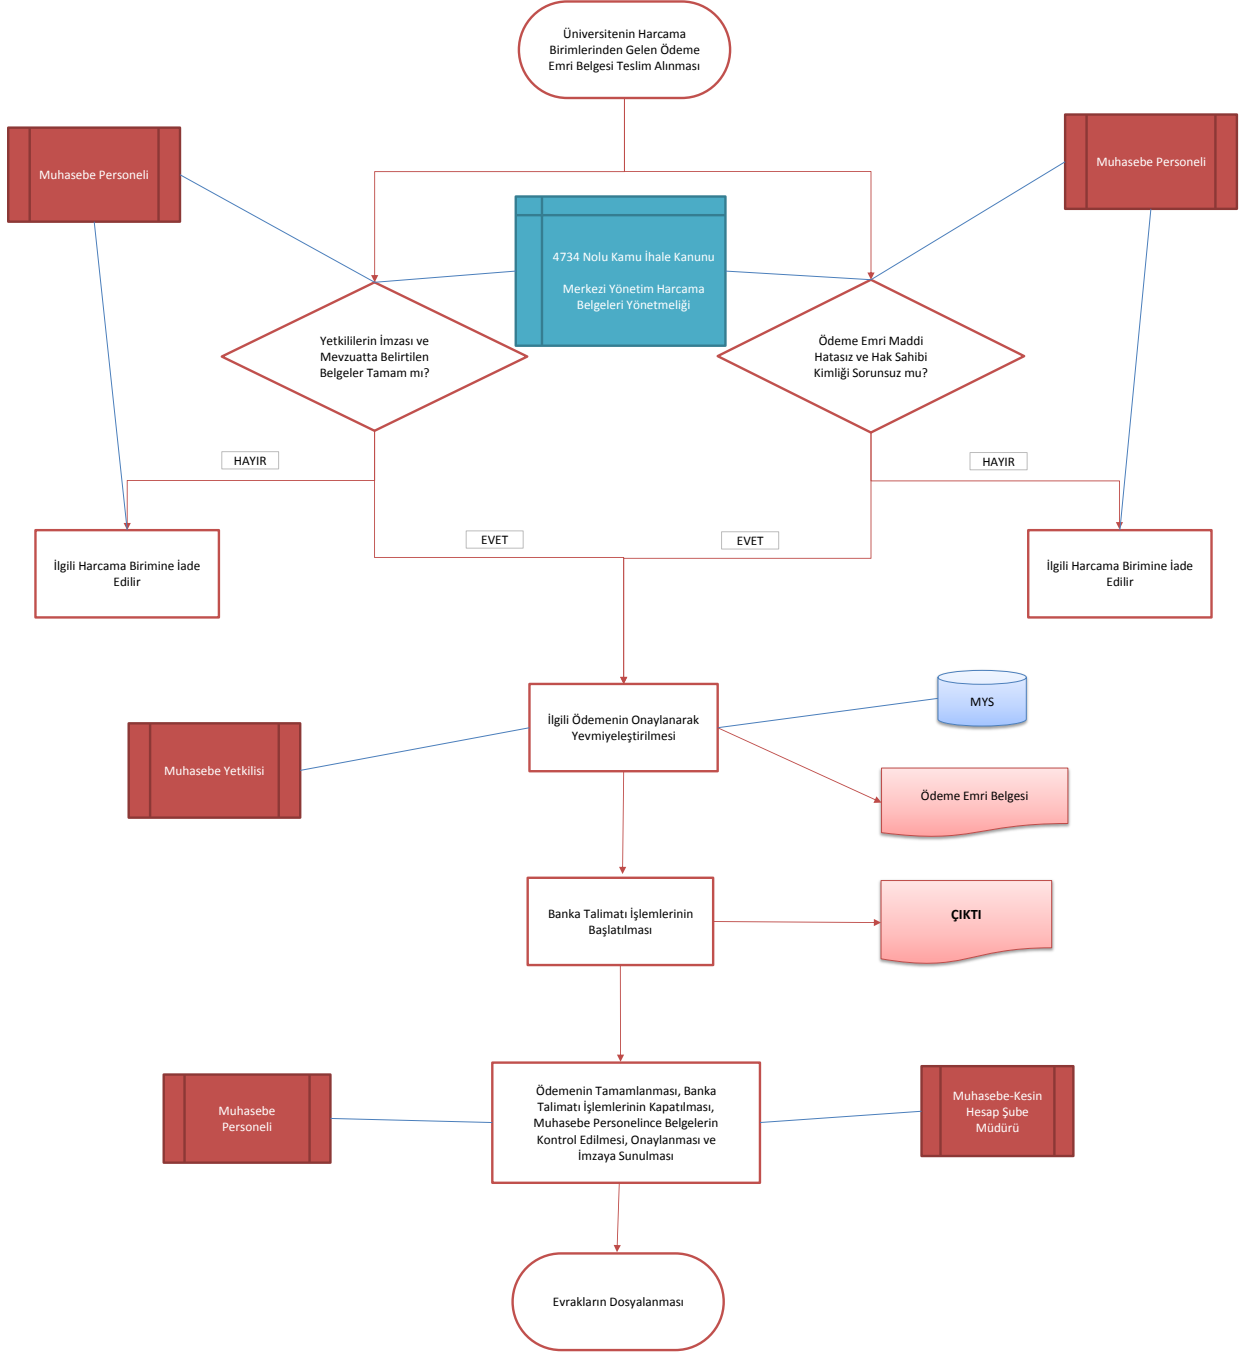 Üniversitenin Harcama
Birimlerinden Gelen Ödeme
Emri Belgesi Teslim Alınması
Muhasebe Personeli
Muhasebe Personeli
4734 Nolu Kamu İhale Kanunu
Merkezi Yönetim Harcama
Belgeleri Yönetmeliği
Yetkililerin İmzası ve
Mevzuatta Belirtilen
Belgeler Tamam mı?
Ödeme Emri Maddi
Hatasız ve Hak Sahibi
Kimliği Sorunsuz mu?
HAYIR
HAYIR
EVET
EVET
İlgili Harcama Birimine İade
Edilir
İlgili Harcama Birimine İade
Edilir
İlgili Ödemenin Onaylanarak
Yevmiyeleştirilmesi
MYS
Muhasebe Yetkilisi
Ödeme Emri Belgesi
Banka Talimatı İşlemlerinin
Başlatılması
ÇIKTI
Muhasebe
Personeli
Ödemenin Tamamlanması, Banka
Talimatı İşlemlerinin Kapatılması,
Muhasebe Personelince Belgelerin
Kontrol Edilmesi, Onaylanması ve
İmzaya Sunulması
Muhasebe-Kesin
Hesap Şube
Müdürü
Evrakların Dosyalanması